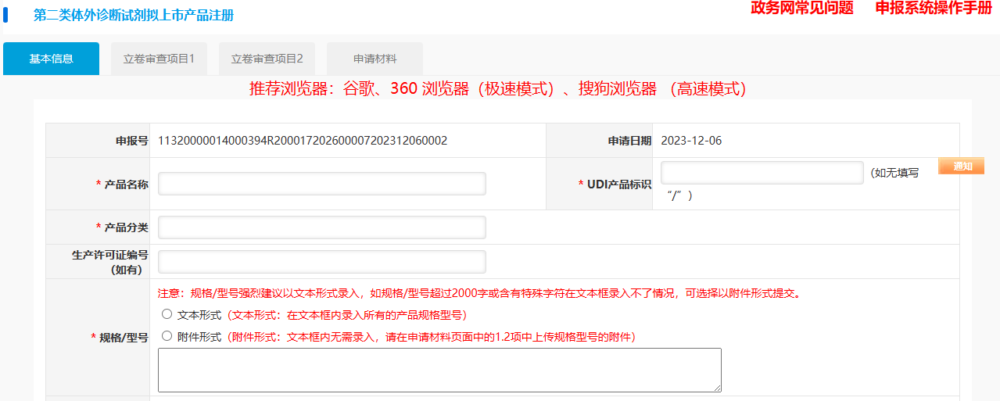 第二类体外诊断试剂拟上市产品注册
政务网常见问题 申报系统操作手册
基本信息 立卷审查项目1 立卷审查项目2 申请材料
推荐浏览器：谷歌、360 浏览器（极速模式）、搜狗浏览器 （高速模式）
申报号 11320000014000394R200017202600007202312060002 申请日期 2023-12-06
通知
* 产品名称 * UDI产品标识 （如无填写
“/”）
* 产品分类
生产许可证编号
（如有）
注意：规格/型号强烈建议以文本形式录入，如规格/型号超过2000字或含有特殊字符在文本框录入不了情况，可选择以附件形式提交。
文本形式（文本形式：在文本框内录入所有的产品规格型号）
* 规格/型号 附件形式（附件形式：文本框内无需录入，请在申请材料页面中的1.2项中上传规格型号的附件）